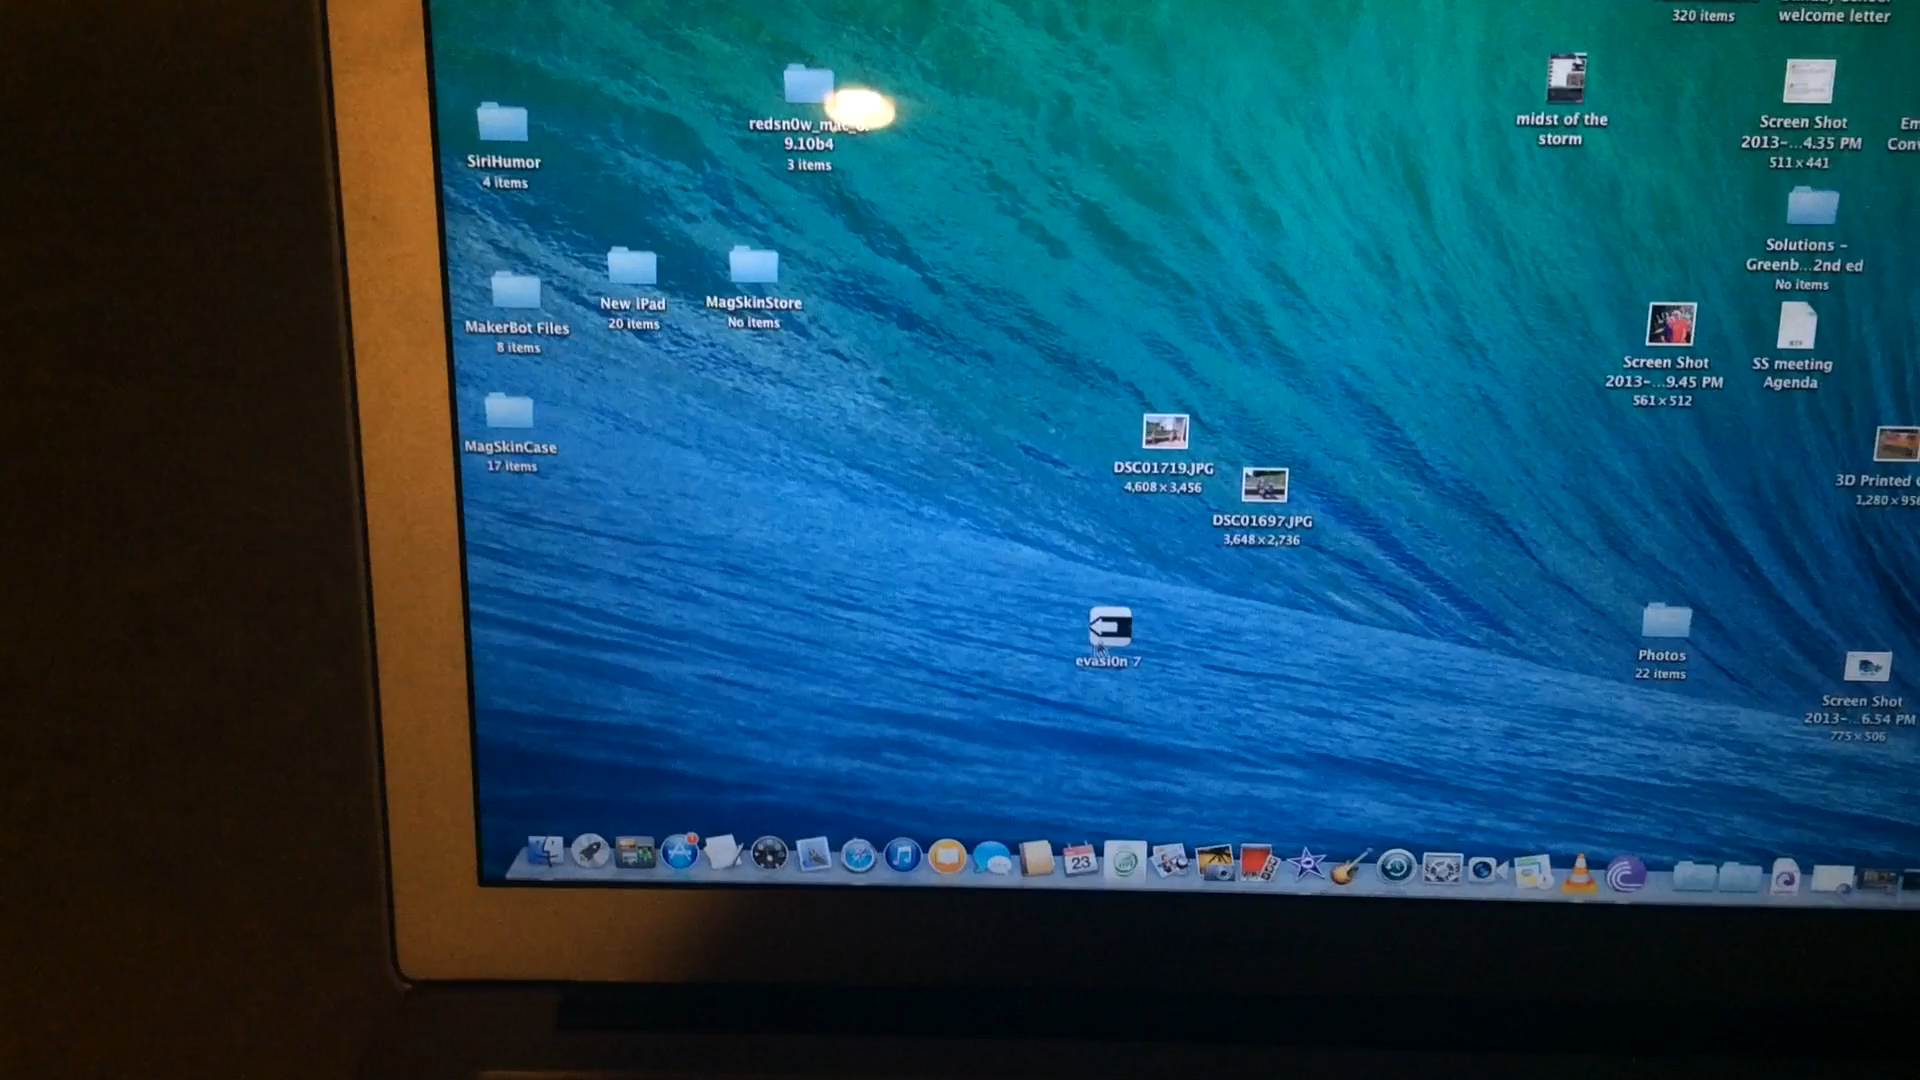 320 items
welcome letter
SiriHumor
4 items
9.10b4
3 items
midst of the
storm
Screen Shot
2013-...4.35 PM
511×441
Solutions -
Greenb...2nd ed
No items
MakerBot Files
8 items
New iPad
20 items
MagSkinStore
No items
Screen Shot
2013-...9.45 PM
561×512
SS meeting
Agenda
MagSkinCase
17 items
DSC01719.JPG
4,608×3,456
DSC01697.JPG
3,648×2,736
3D Printed
evasi0n 7
Photos
22 items
Screen Shot
2013-...6.54 PM
775×506
23